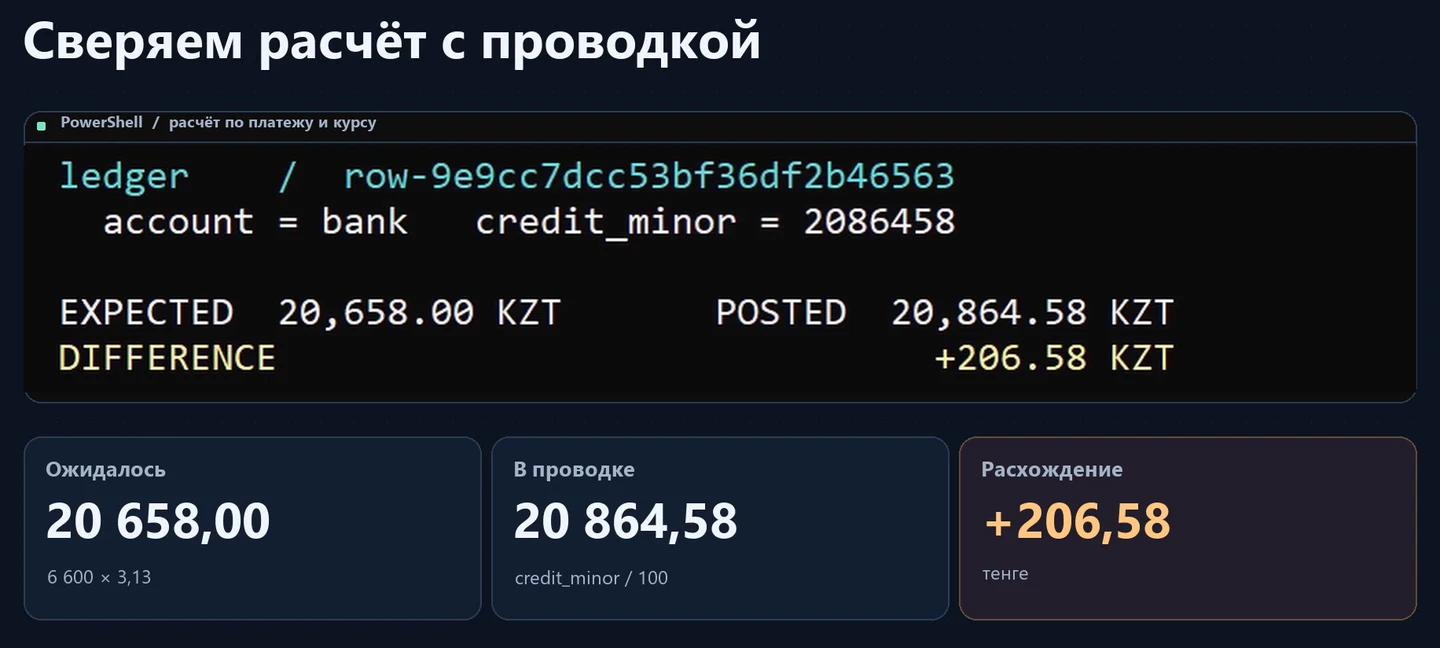 Сверяем расчёт с проводкой
PowerShell / расчёт по платежу и курсу
ledger / row-9e9cc7dcc53bf36df2b46563
account = bank credit_minor = 2086458
EXPECTED 20,658.00 KZT POSTED 20,864.58 KZT
DIFFERENCE +206.58 KZT
Ожидалось
20 658,00
6 600 × 3,13
В проводке
20 864,58
credit_minor / 100
Расхождение
+206,58
тенге